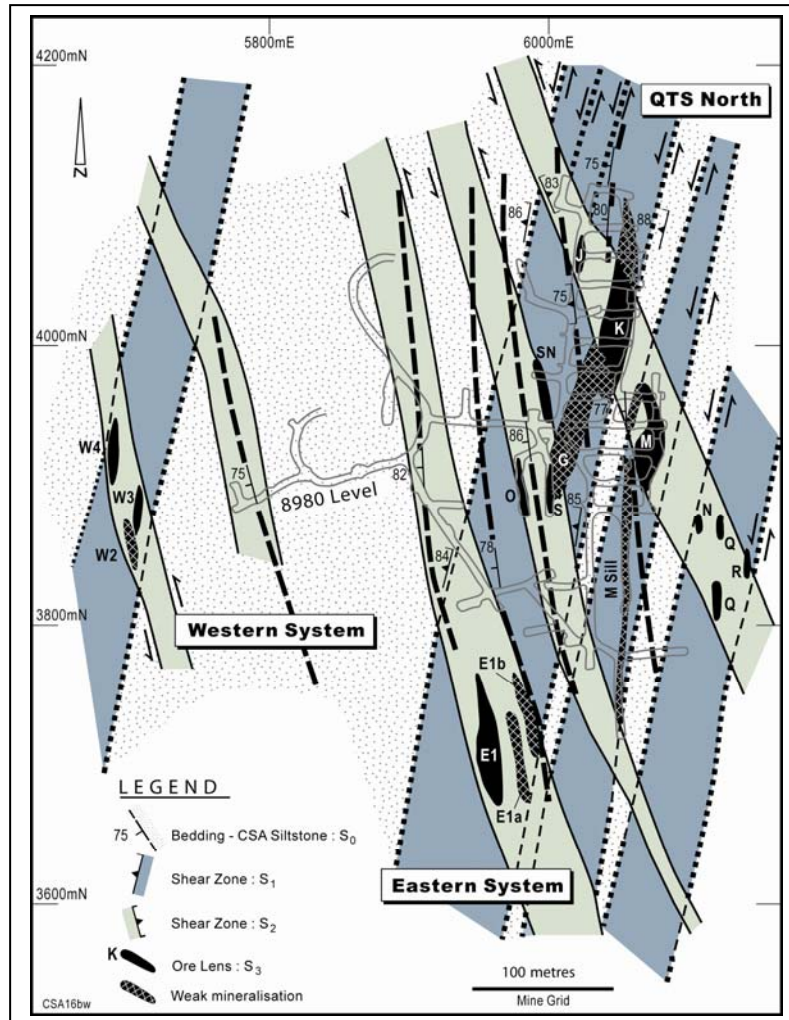 5800mE
6000mE
4200mN
QTS North
N
75
83
86
80
88
J
75
K
4000mN
SN
77
W4
86
M
75
82
G
8980 Level
W3
O
S
85
N
Q
W2
84
78
R
M Sill
Q
3800mN
Western System
E1b
E1
E1a
LEGEND
75 Bedding - CSA Siltstone : S0
3600mN
Eastern System
Shear Zone : S1
Shear Zone : S2
K Ore Lens : S3
100 metres
Weak mineralisation
Mine Grid
CSA16bw